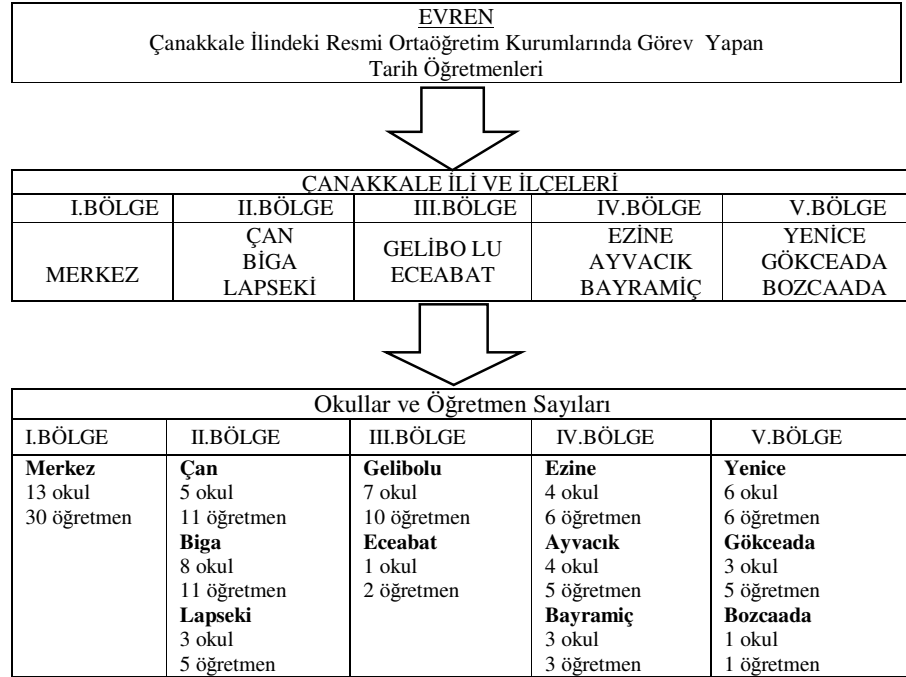 EVREN
Çanakkale İlindeki Resmi Ortaöğretim Kurumlarında Görev Yapan
Tarih Öğretmenleri
ÇANAKKALE İLİ VE İLÇELERİ
I.BÖLGE II.BÖLGE III.BÖLGE IV.BÖLGE V.BÖLGE
MERKEZ
ÇAN
BİGA
LAPSEKİ
GELİBO LU
ECEABAT
EZİNE
AYVACIK
BAYRAMİÇ
YENİCE
GÖKCEADA
BOZCAADA
Okullar ve Öğretmen Sayıları
I.BÖLGE II.BÖLGE III.BÖLGE IV.BÖLGE V.BÖLGE
Merkez
13 okul
30 öğretmen
Çan
5 okul
11 öğretmen
Biga
8 okul
11 öğretmen
Lapseki
3 okul
5 öğretmen
Gelibolu
7 okul
10 öğretmen
Eceabat
1 okul
2 öğretmen
Ezine
4 okul
6 öğretmen
Ayvacık
4 okul
5 öğretmen
Bayramiç
3 okul
3 öğretmen
Yenice
6 okul
6 öğretmen
Gökceada
3 okul
5 öğretmen
Bozcaada
1 okul
1 öğretmen